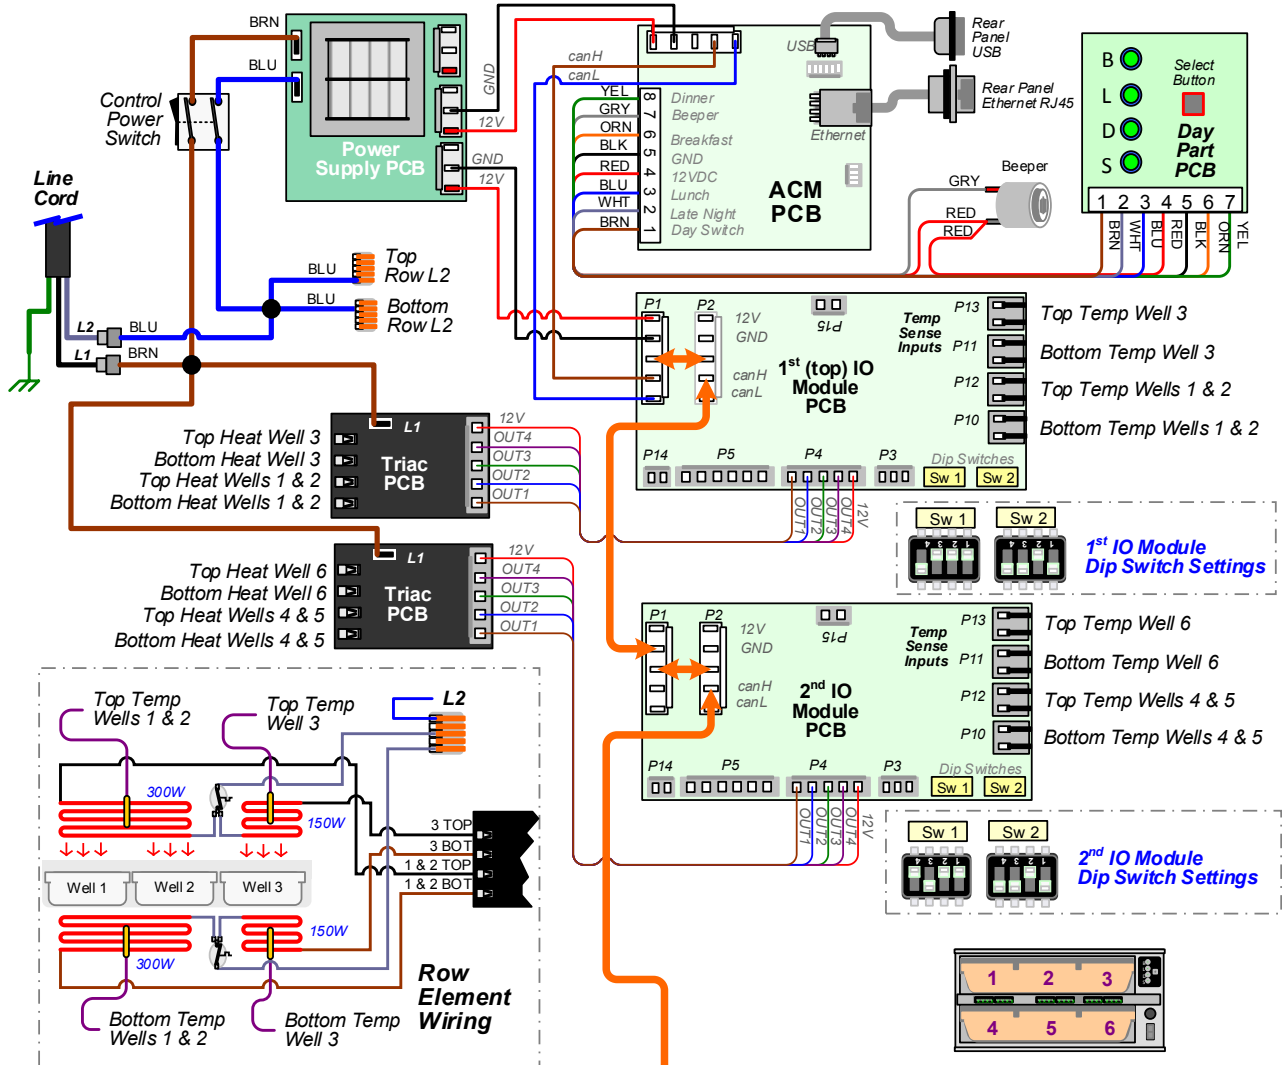 BRN
BLU
Control
Power
Switch
Power
Supply PCB
GND
12V
GND
12V
Line
Cord
BLU
BLU
Top
Row L2
Bottom
Row L2
L2
BLU
L1
BRN
canH
canL
USB
Ethernet
Rear
Panel
USB
Rear Panel
Ethernet RJ45
YEL
GRY
ORN
BLK
RED
BLU
WHT
BRN
8
7
6
5
4
3
2
1
Dinner
Beeper
Breakfast
GND
12VDC
Lunch
Late Night
Day Switch
ACM
PCB
Beeper
GRY
RED
RED
B
L
D
S
Select
Button
Day
Part
PCB
1 2 3 4 5 6 7
BRN
WHT
BLU
RED
BLK
ORN
YEL
P1
P2
12V
GND
canH
canL
P15
1st (top) IO
Module
PCB
Temp
Sense
Inputs
P13
P11
P12
P10
Top Temp Well 3
Bottom Temp Well 3
Top Temp Wells 1 & 2
Bottom Temp Wells 1 & 2
P14
P5
P4
P3
Dip Switches
Sw 1
Sw 2
OUT1
OUT2
OUT3
OUT4
12V
Top Heat Well 3
Bottom Heat Well 3
Top Heat Wells 1 & 2
Bottom Heat Wells 1 & 2
L1
Triac
PCB
12V
OUT4
OUT3
OUT2
OUT1
Sw 1
Sw 2
4 3 2 1
4 3 2 1
1st IO Module
Dip Switch Settings
Top Heat Well 6
Bottom Heat Well 6
Top Heat Wells 4 & 5
Bottom Heat Wells 4 & 5
L1
Triac
PCB
12V
OUT4
OUT3
OUT2
OUT1
P1
P2
12V
GND
canH
canL
P15
2nd IO
Module
PCB
Temp
Sense
Inputs
P13
P11
P12
P10
Top Temp Well 6
Bottom Temp Well 6
Top Temp Wells 4 & 5
Bottom Temp Wells 4 & 5
P14
P5
P4
P3
Dip Switches
Sw 1
Sw 2
OUT1
OUT2
OUT3
OUT4
12V
Sw 1
Sw 2
4 3 2 1
4 3 2 1
2nd IO Module
Dip Switch Settings
Top Temp
Wells 1 & 2
Top Temp
Well 3
L2
300W
150W
3 TOP
3 BOT
1 & 2 TOP
1 & 2 BOT
Well 1
Well 2
Well 3
300W
150W
Bottom Temp
Wells 1 & 2
Bottom Temp
Well 3
Row
Element
Wiring
1 2 3
4 5 6